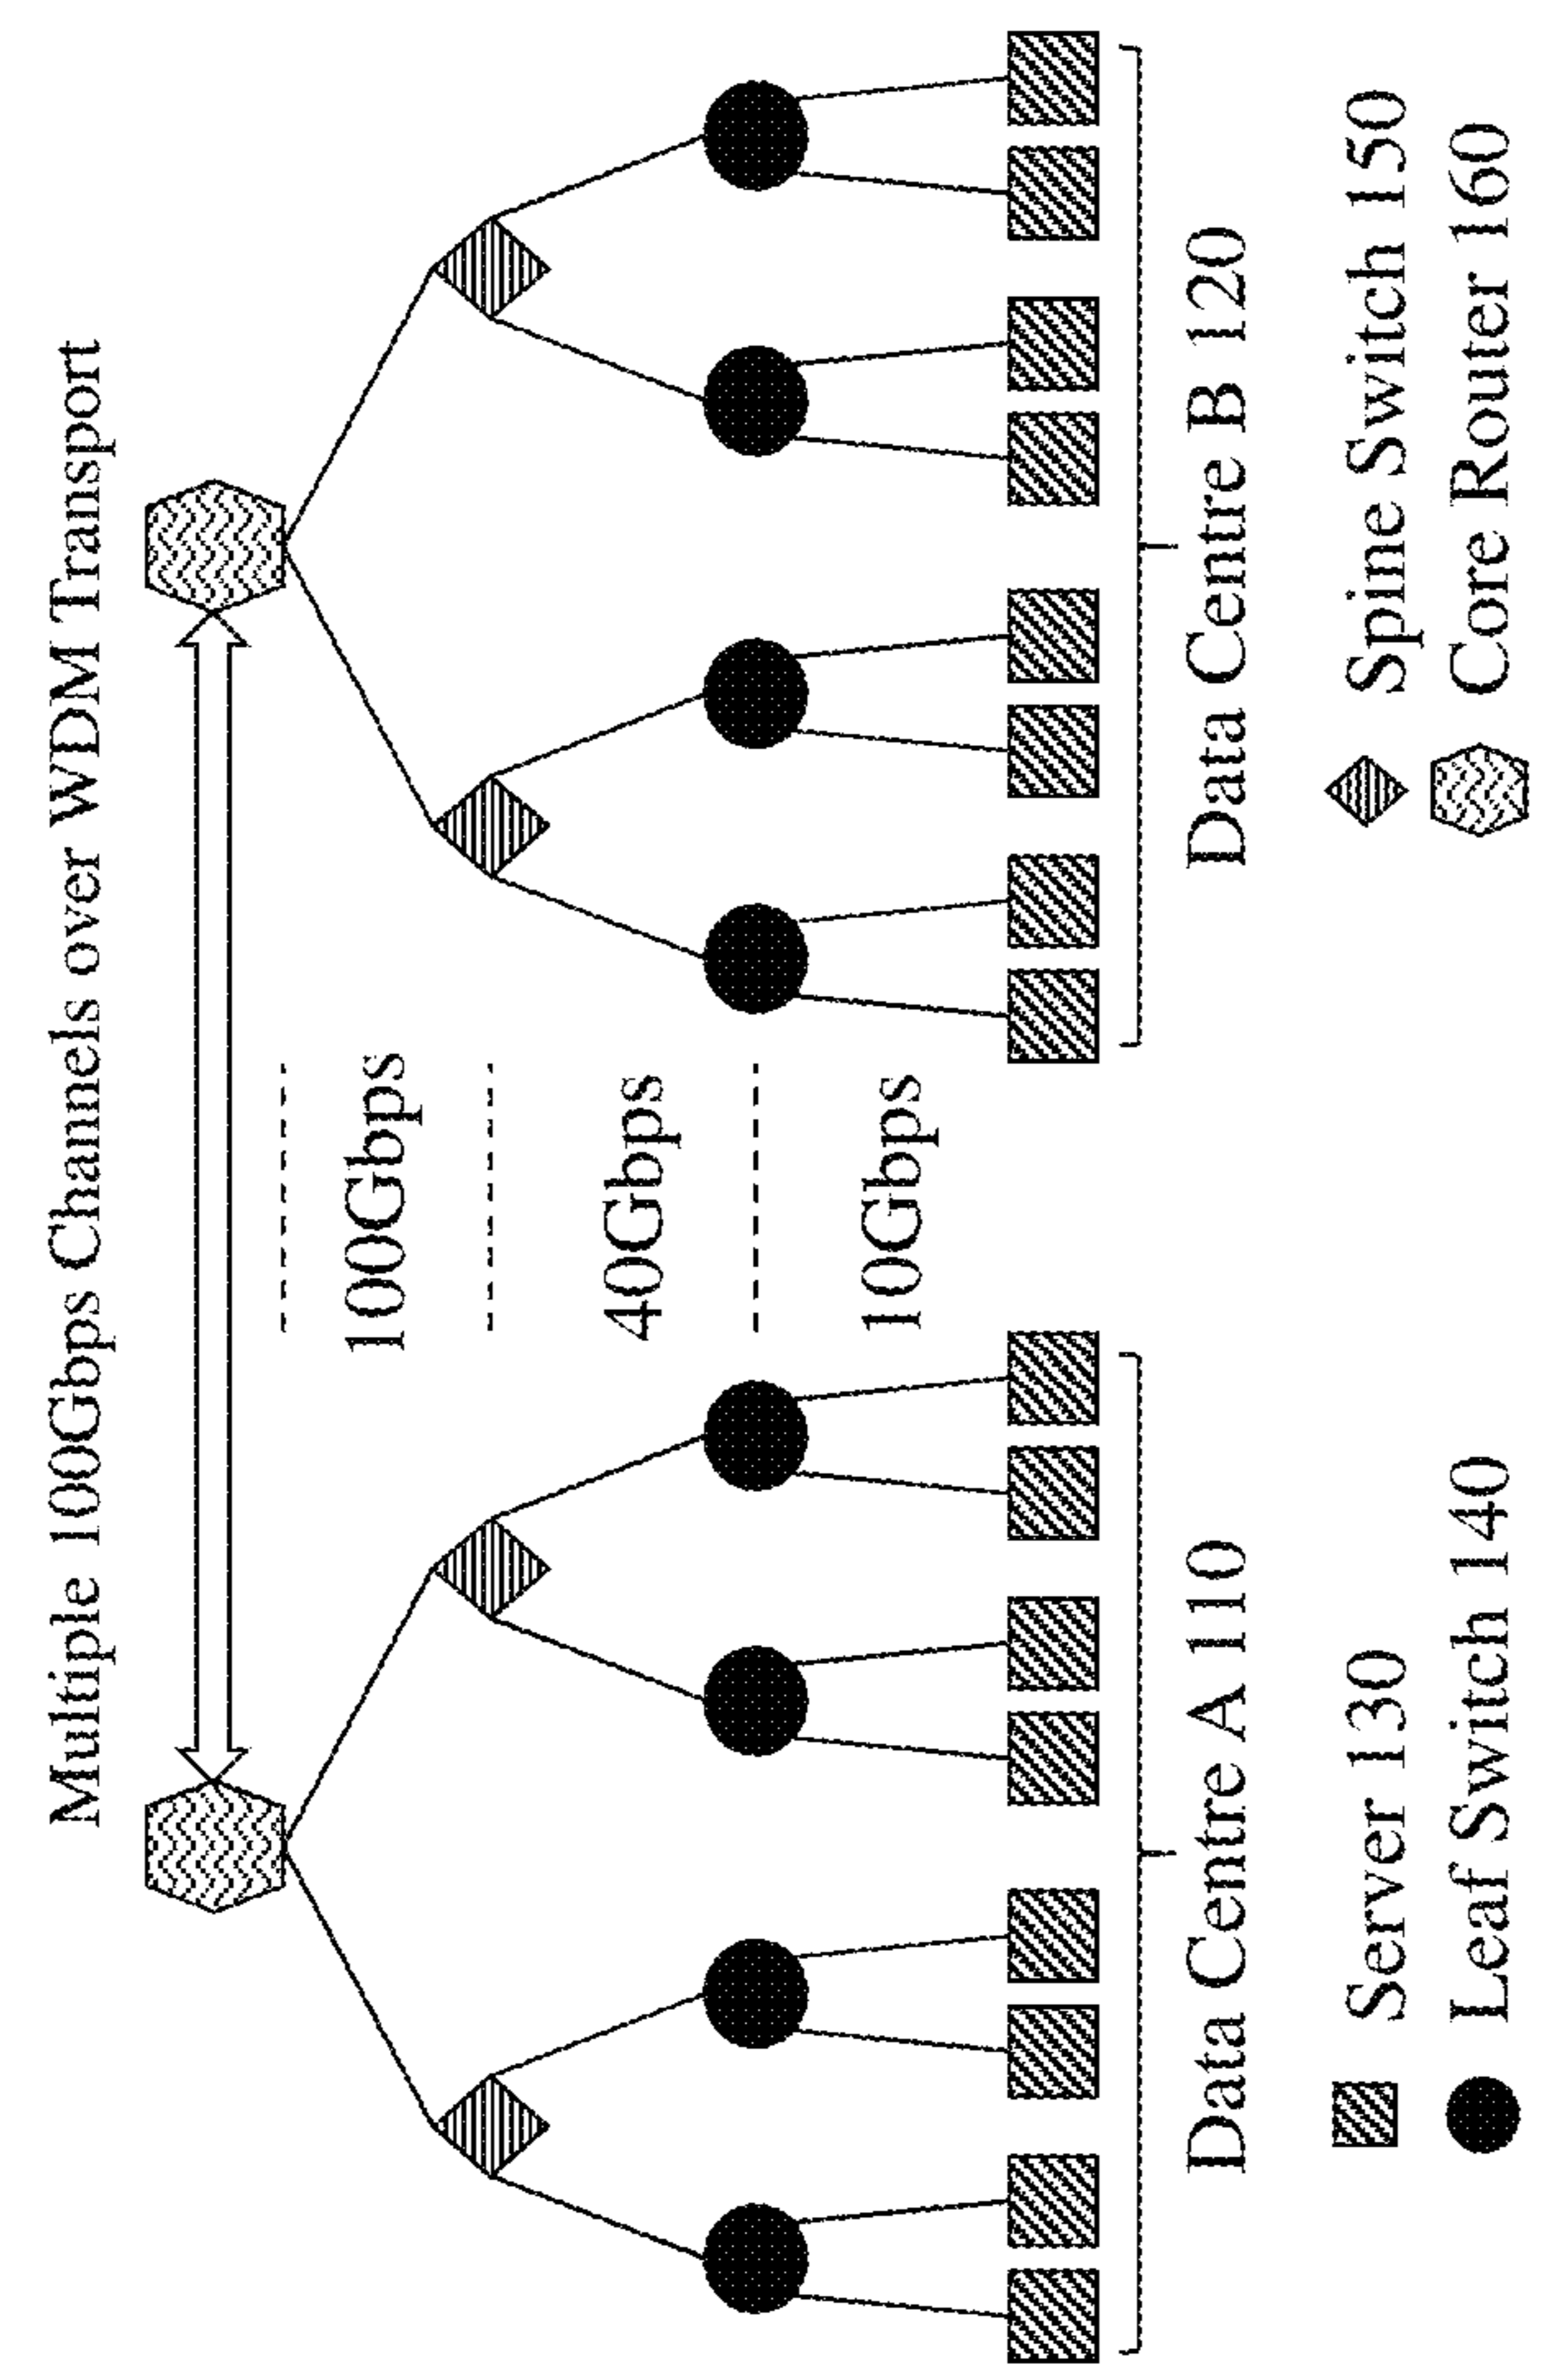 Multiple 100Gbps Channels over WDM Transport
100Gbps
40Gbps
10Gbps
Data Centre A 110
Data Centre B 120
Server 130
Spine Switch 150
Leaf Switch 140
Core Router 160